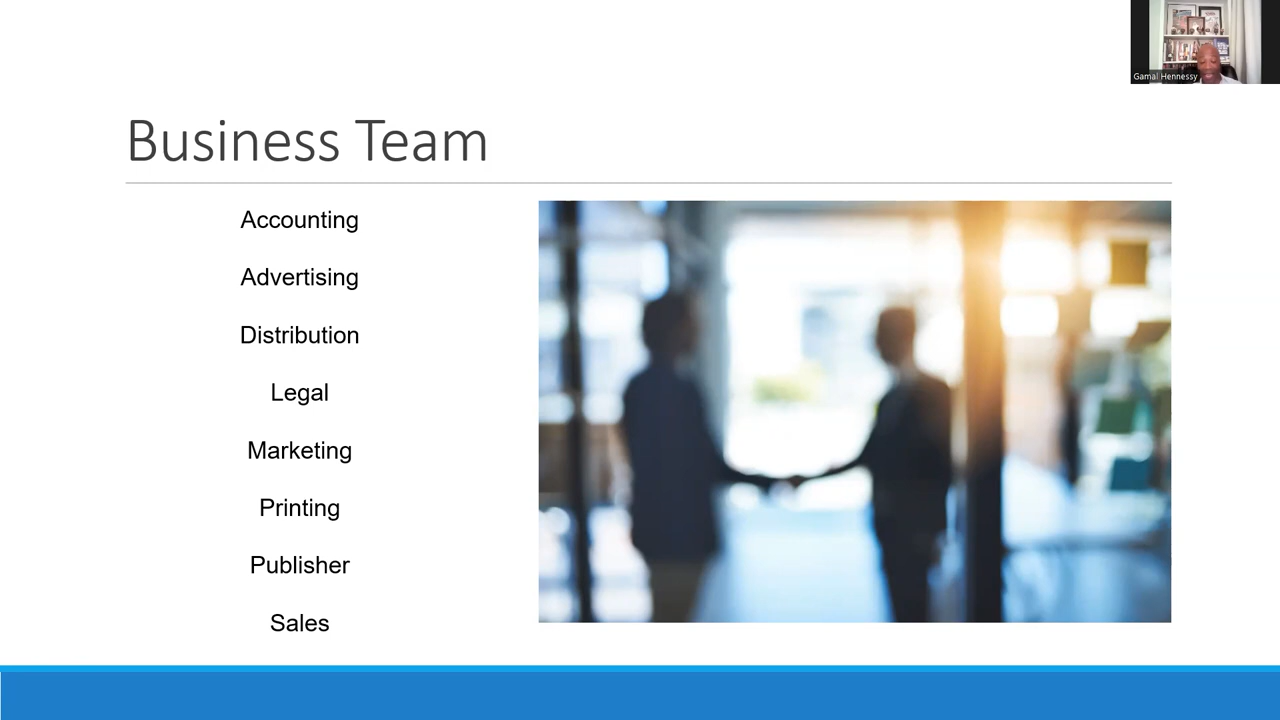 Gamal Hennessy
Business Team
Accounting
Advertising
Distribution
Legal
Marketing
Printing
Publisher
Sales